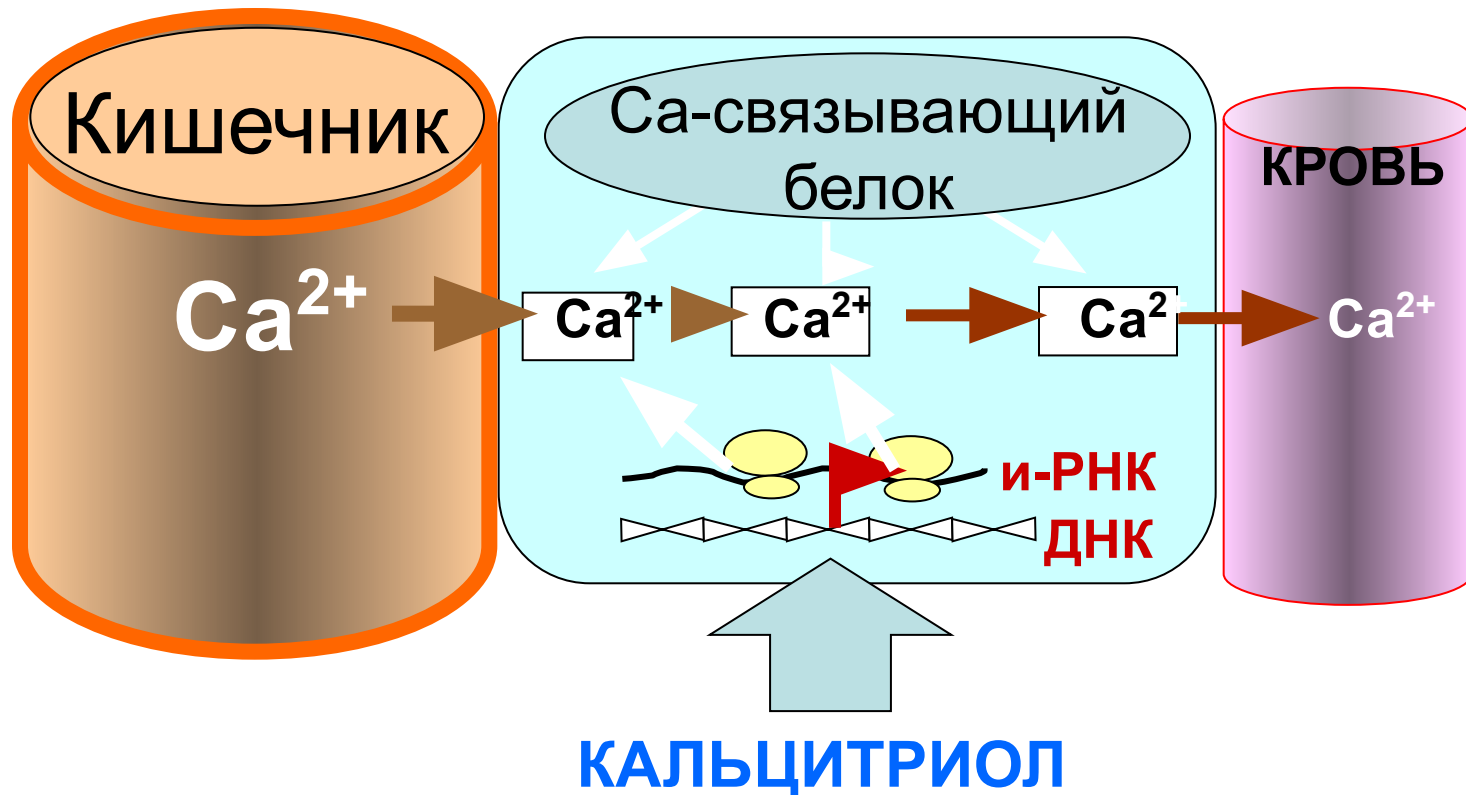 Кишечник
Са-связывающий
белок
КРОВЬ
Ca²⁺
Ca²⁺
Ca²⁺
Ca²⁺
Ca²⁺
и-РНК
ДНК
КАЛЬЦИТРИОЛ